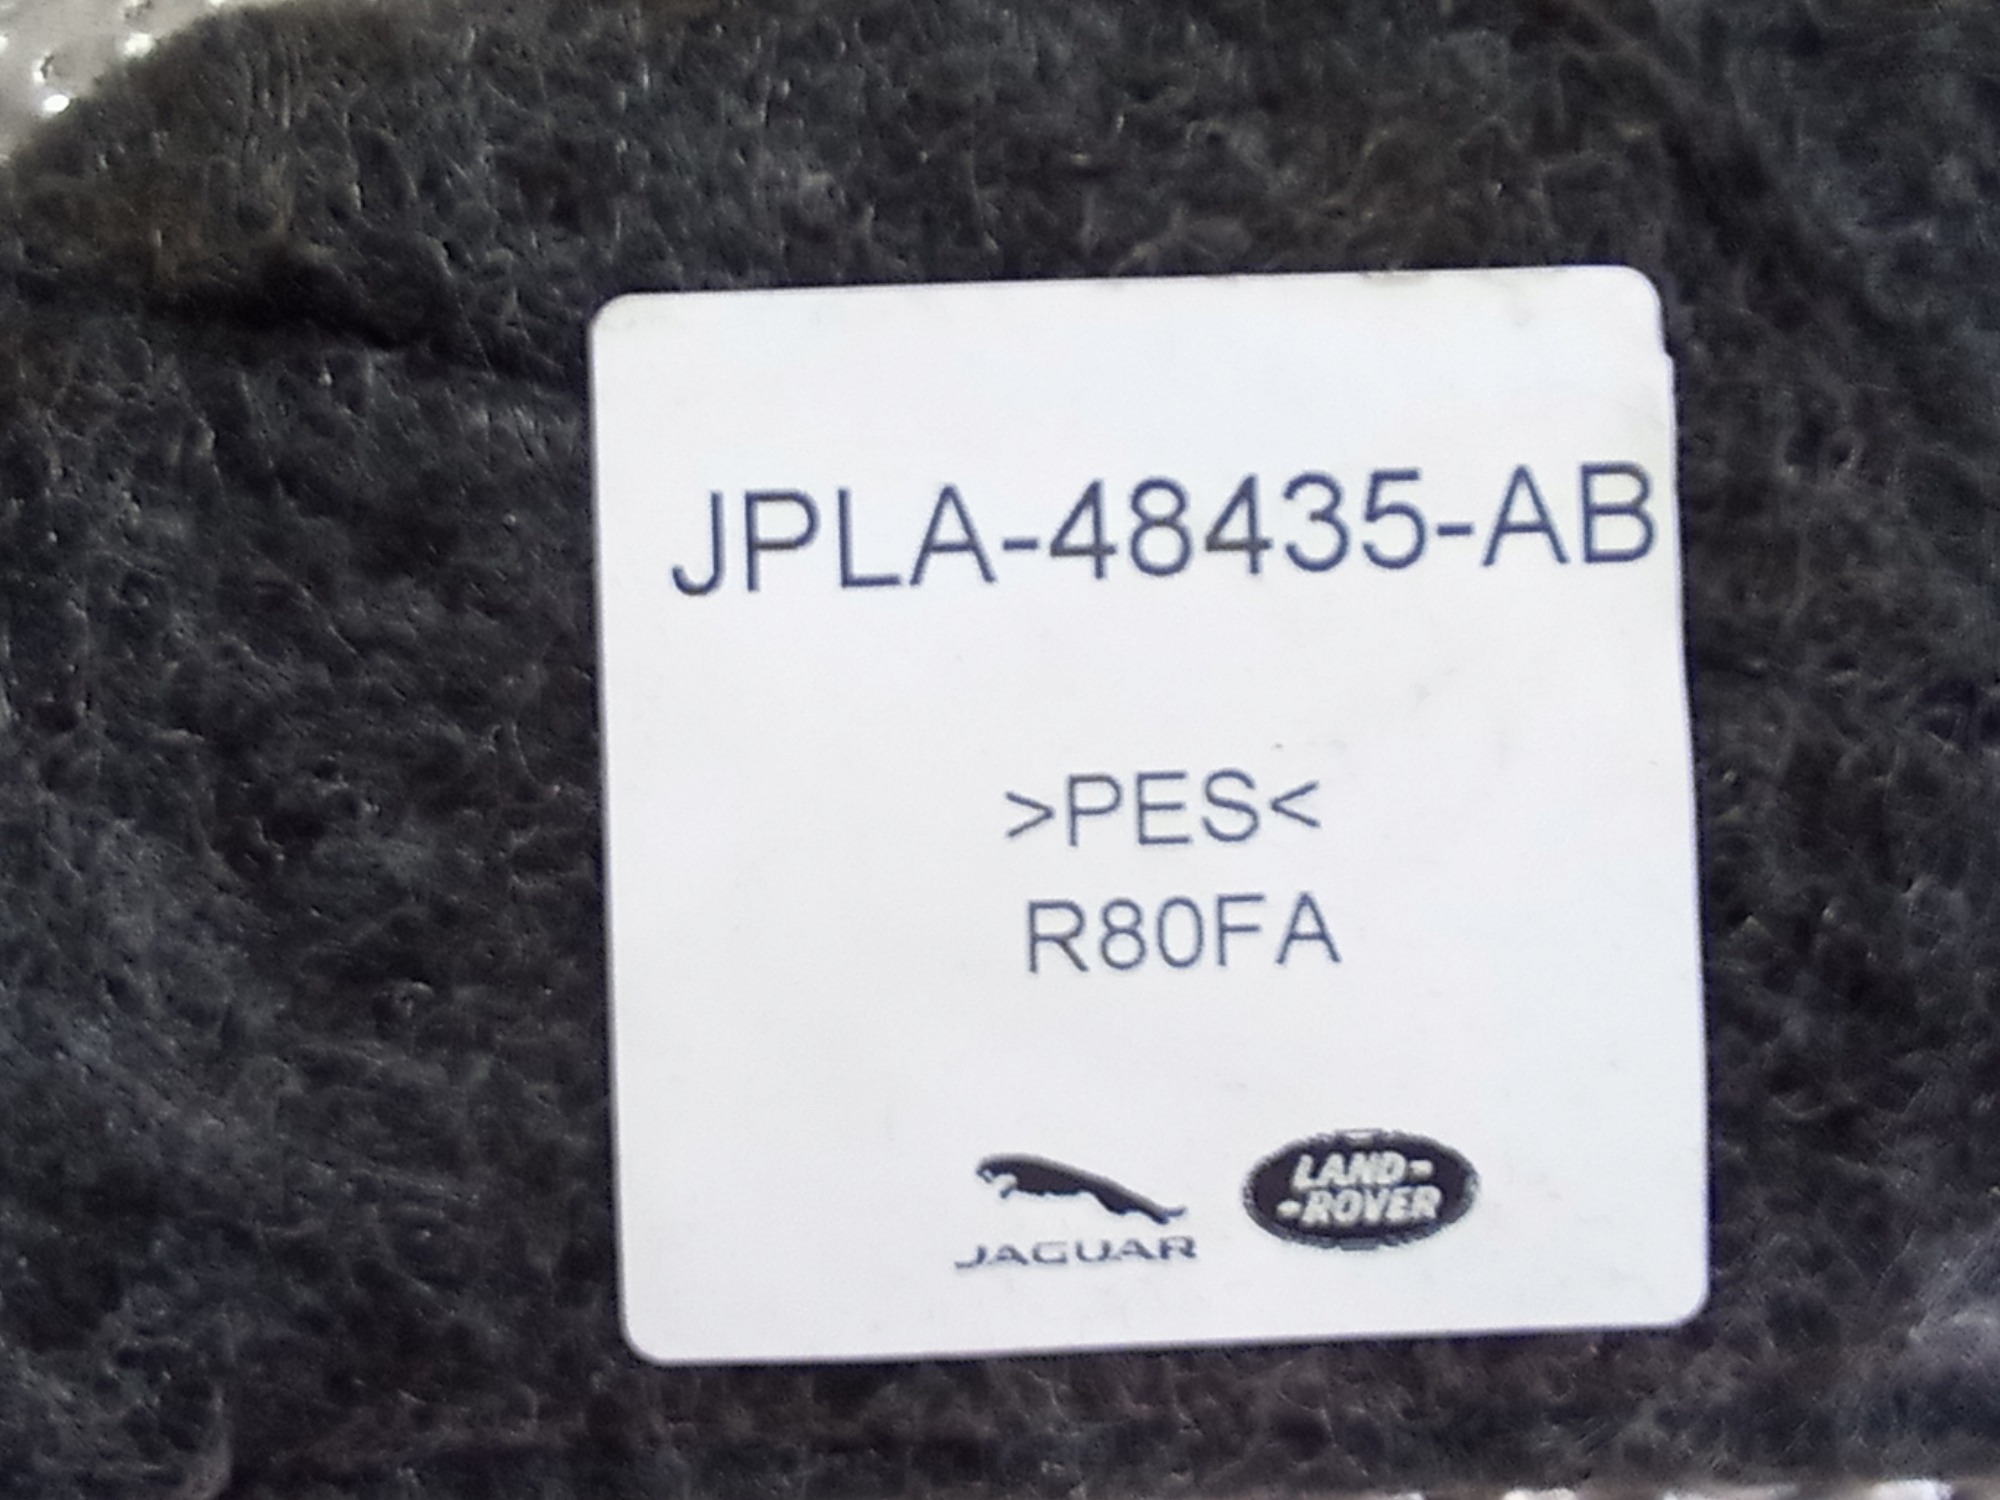 JPLA-48435-AB
>PES<
R80FA
JAGUAR
LAND-
-ROVER